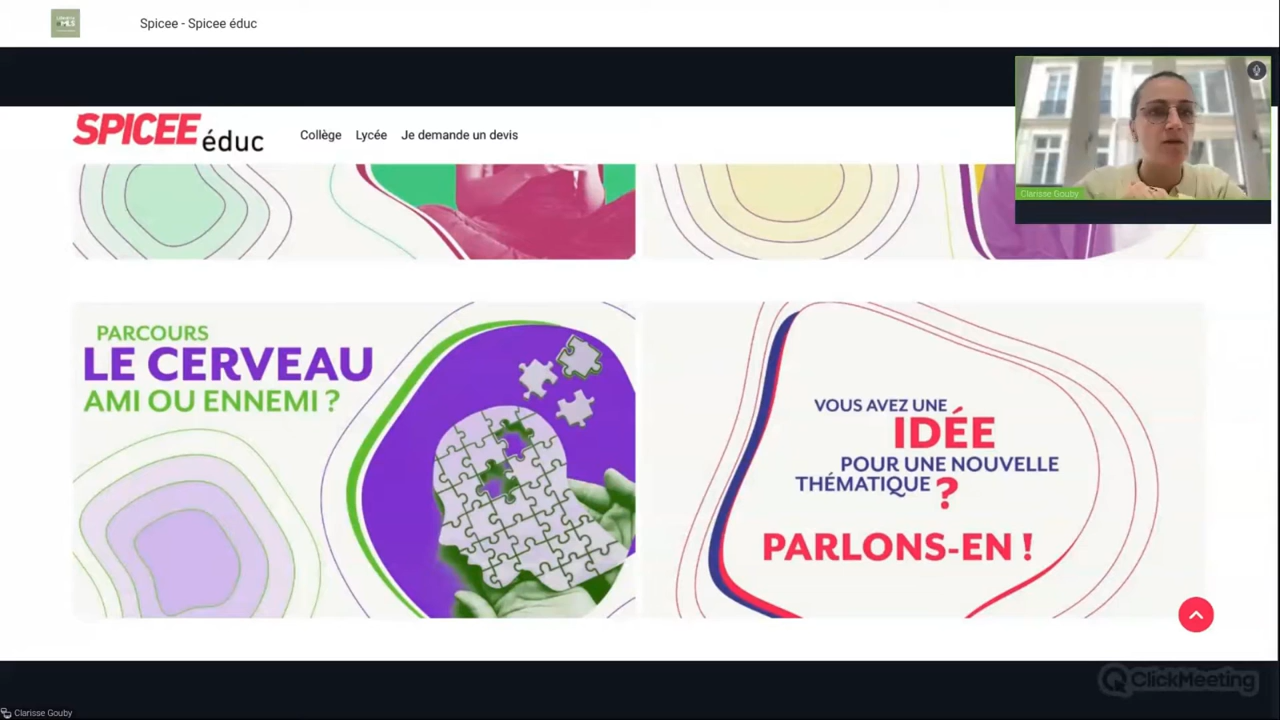 Spicee - Spicee éduc
SPICEE
éduc
Collège Lycée Je demande un devis
Clarisse Gouby
PARCOURS
LE CERVEAU
AMI OU ENNEMI ?
VOUS AVEZ UNE
IDÉE
POUR UNE NOUVELLE
THÉMATIQUE ?
PARLONS-EN !
ClickMeeting
Clarisse Gouby